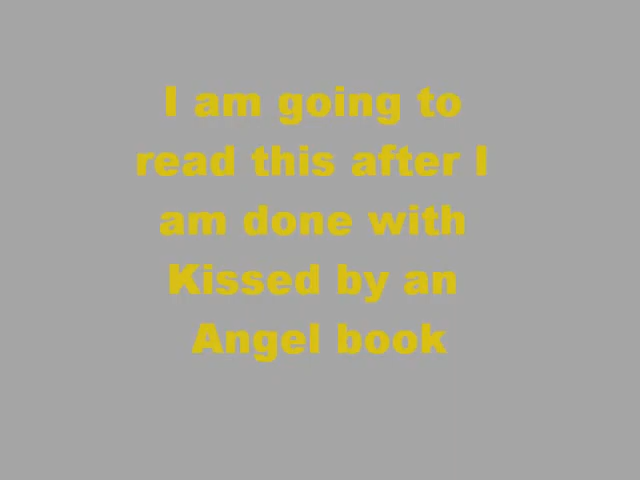 I am going to
read this after I
am done with
Kissed by an
Angel book